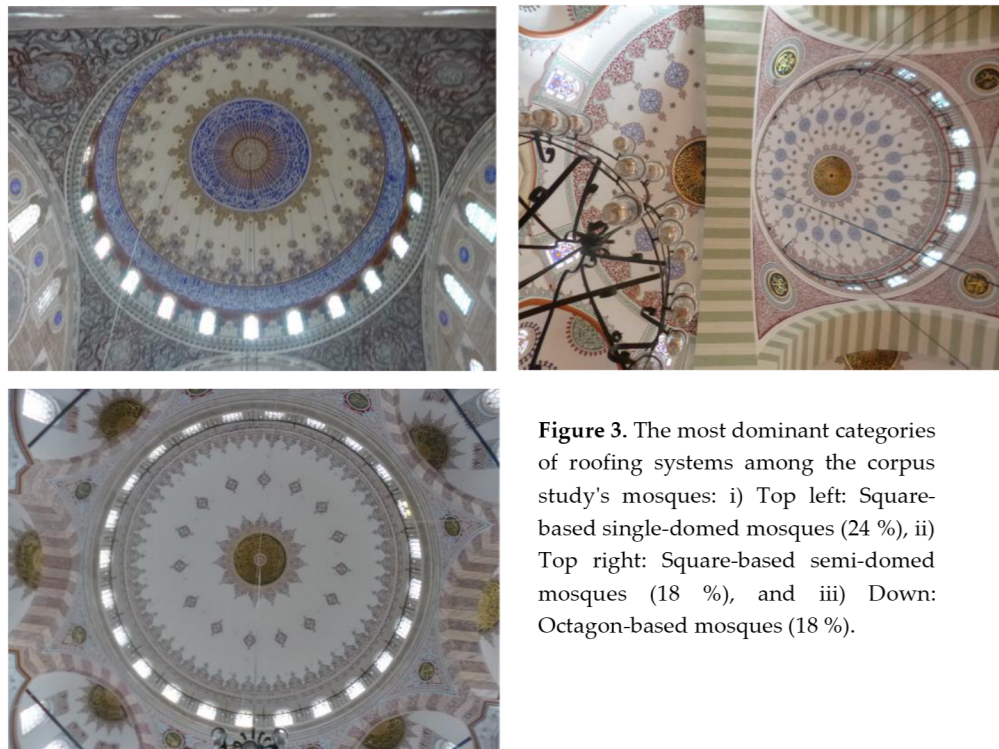 Figure 3. The most dominant categories
of roofing systems among the corpus
study's mosques: i) Top left: Square-
based single-domed mosques (24 %), ii)
Top right: Square-based semi-domed
mosques (18 %), and iii) Down:
Octagon-based mosques (18 %).